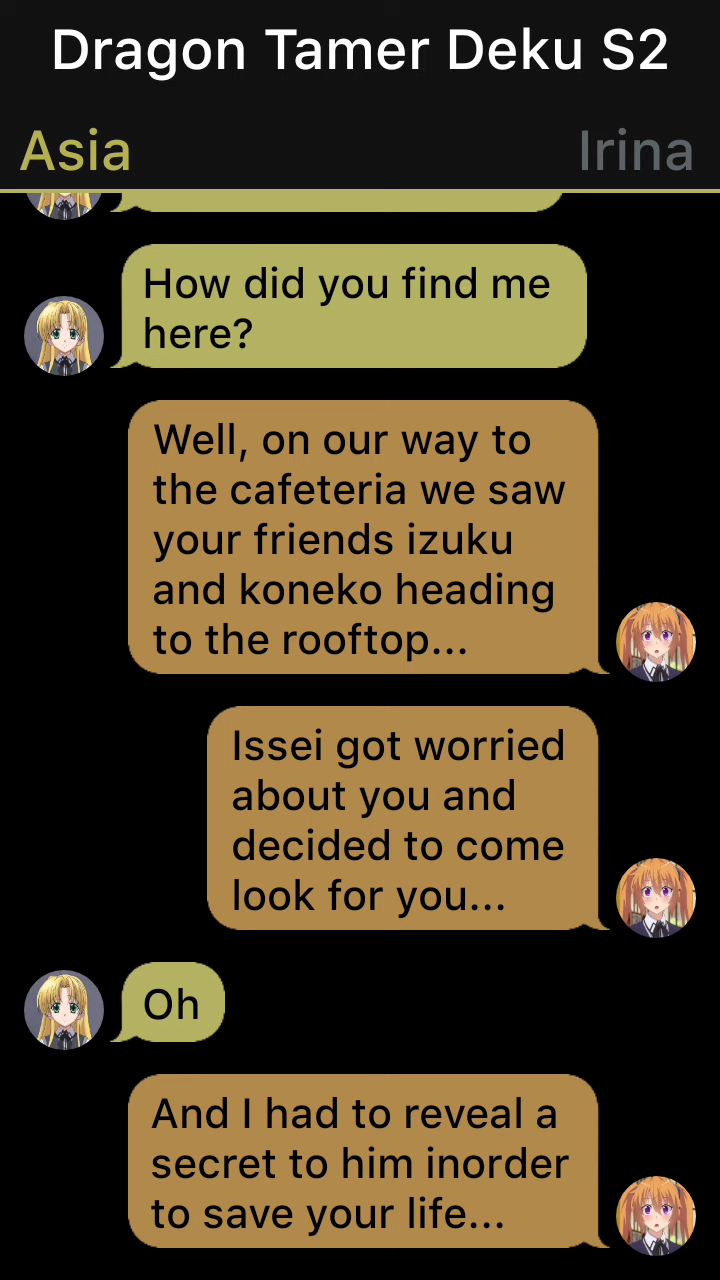 Dragon Tamer Deku S2
Asia
Irina
How did you find me
here?
Well, on our way to
the cafeteria we saw
your friends izuku
and koneko heading
to the rooftop...
Issei got worried
about you and
decided to come
look for you...
Oh
And I had to reveal a
secret to him inorder
to save your life...